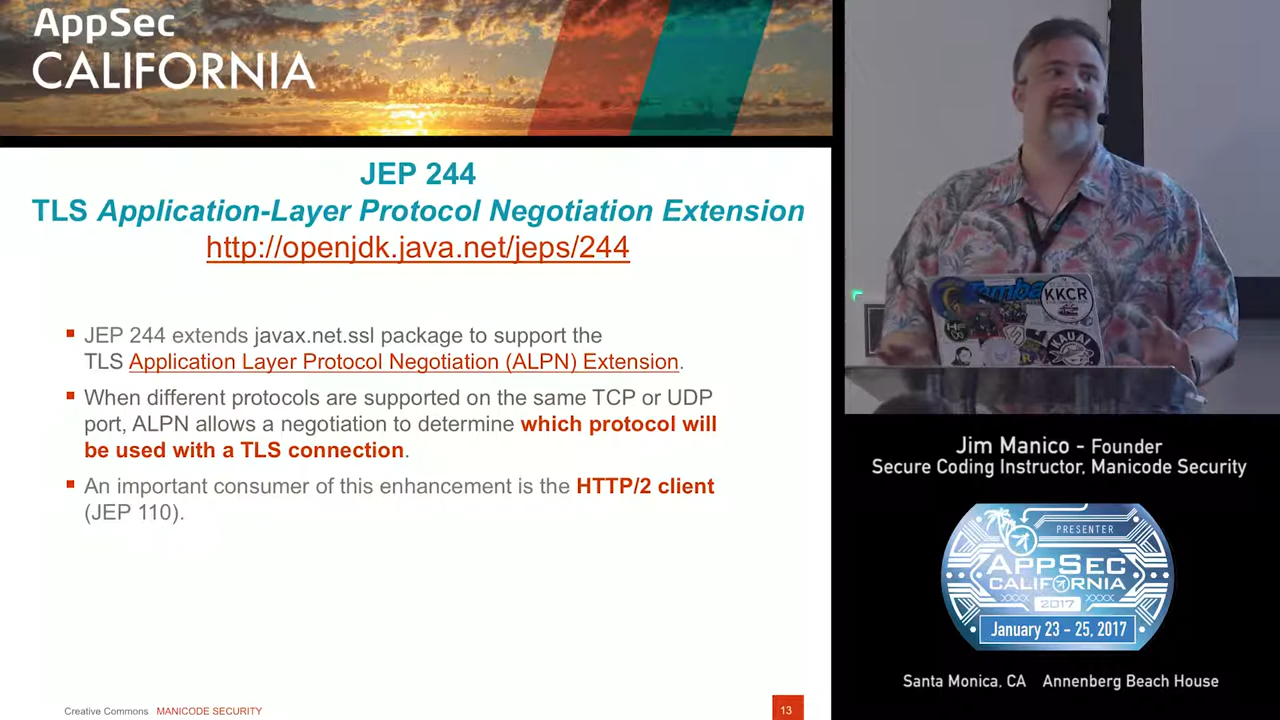 AppSec
CALIFORNIA
JEP 244
TLS Application-Layer Protocol Negotiation Extension
http://openjdk.java.net/jeps/244
▪ JEP 244 extends javax.net.ssl package to support the
TLS Application Layer Protocol Negotiation (ALPN) Extension.
▪ When different protocols are supported on the same TCP or UDP
port, ALPN allows a negotiation to determine which protocol will
be used with a TLS connection.
▪ An important consumer of this enhancement is the HTTP/2 client
(JEP 110).
Creative Commons MANICODE SECURITY
13
KKCR
KAUAI
Jim Manico - Founder
Secure Coding Instructor, Manicode Security
PRESENTER
APPSEC
CALIFORNIA
2017
January 23 - 25, 2017
Santa Monica, CA Annenberg Beach House